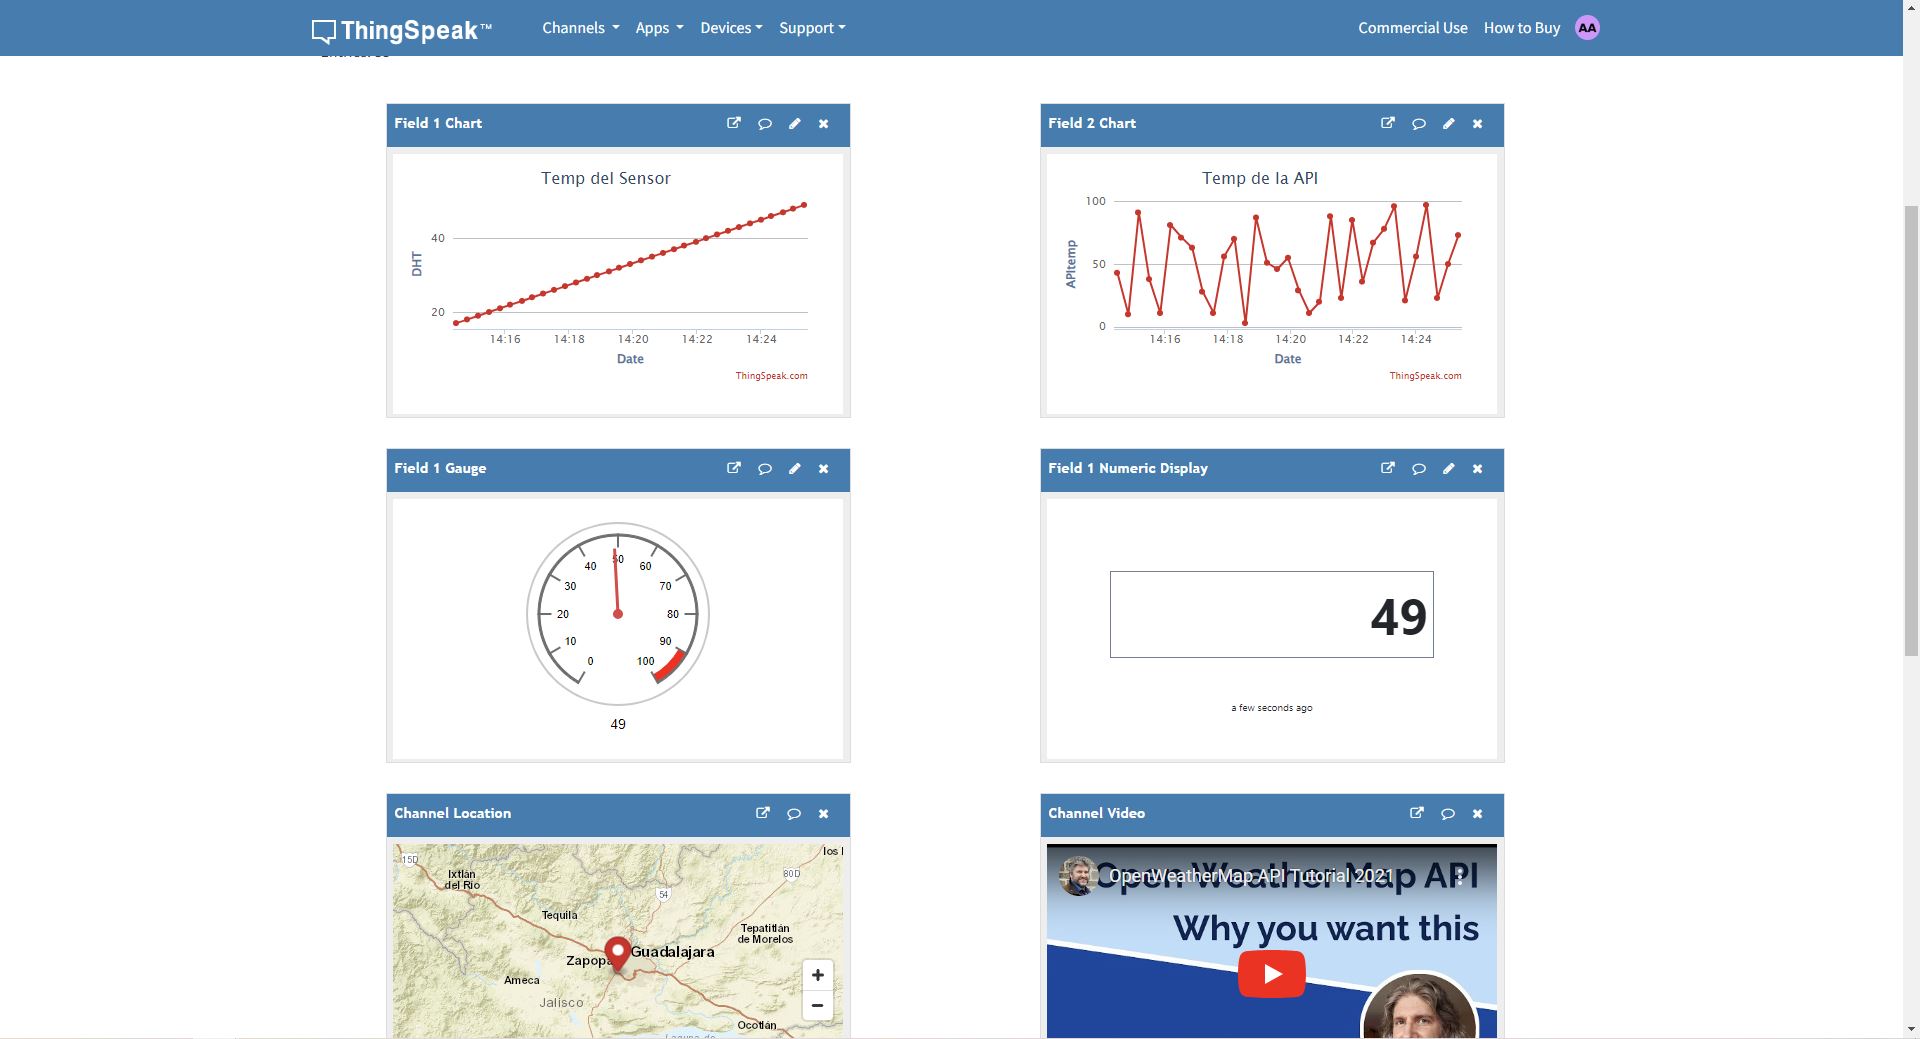 ThingSpeak™ Channels Apps Devices Support Commercial Use How to Buy AA
Field 1 Chart
Temp del Sensor
40
20
DHT
14:16 14:18 14:20 14:22 14:24
Date
ThingSpeak.com
Field 2 Chart
Temp de la API
100
50
0
APItemp
14:16 14:18 14:20 14:22 14:24
Date
ThingSpeak.com
Field 1 Gauge
0 10 20 30 40 50 60 70 80 90 100
49
Field 1 Numeric Display
49
a few seconds ago
Channel Location
15D
Ixtlán
del Río
los
80D
54
Tequila
Tepatitlán
de Morelos
Guadalajara
Zapopa
Ameca
Jalisco
Ocotlán
+
−
Channel Video
Open Weather Map API
OpenWeatherMap API Tutorial 2021
Why you want this